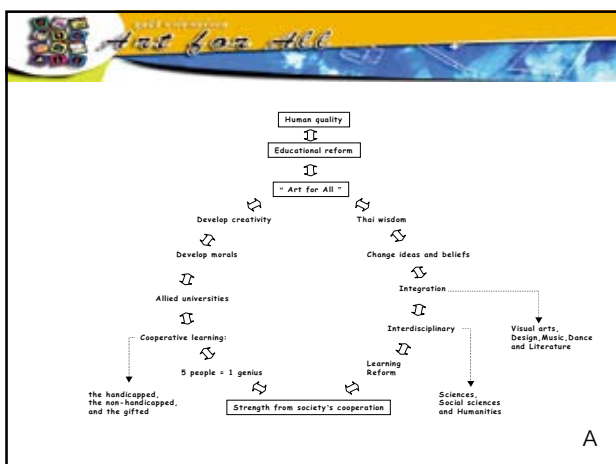 Art for All
Human quality
Educational reform
" Art for All "
Develop creativity
Thai wisdom
Develop morals
Change ideas and beliefs
Allied universities
Integration
Cooperative learning:
Interdisciplinary
Visual arts,
Design,Music,Dance
and Literature
5 people = 1 genius
Learning
Reform
the handicapped,
the non-handicapped,
and the gifted
Strength from society's cooperation
Sciences,
Social sciences
and Humanities
A